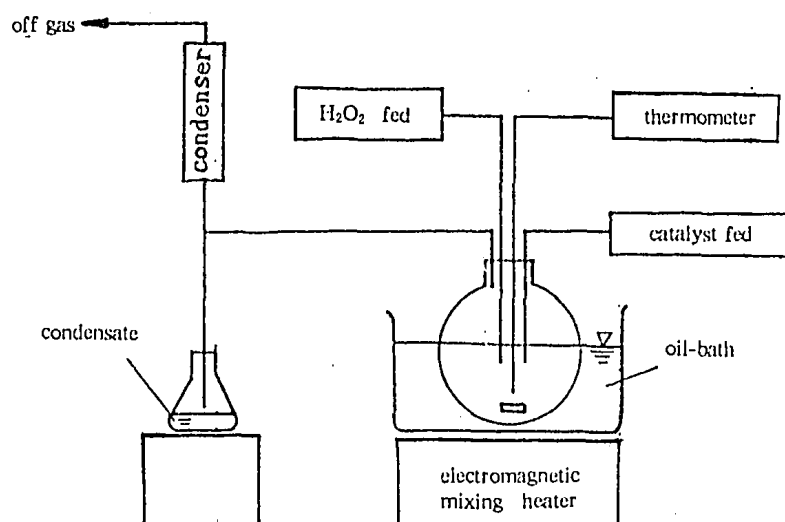 off gas
condenser
H₂O₂ fed
thermometer
catalyst fed
condensate
oil-bath
electromagnetic
mixing heater